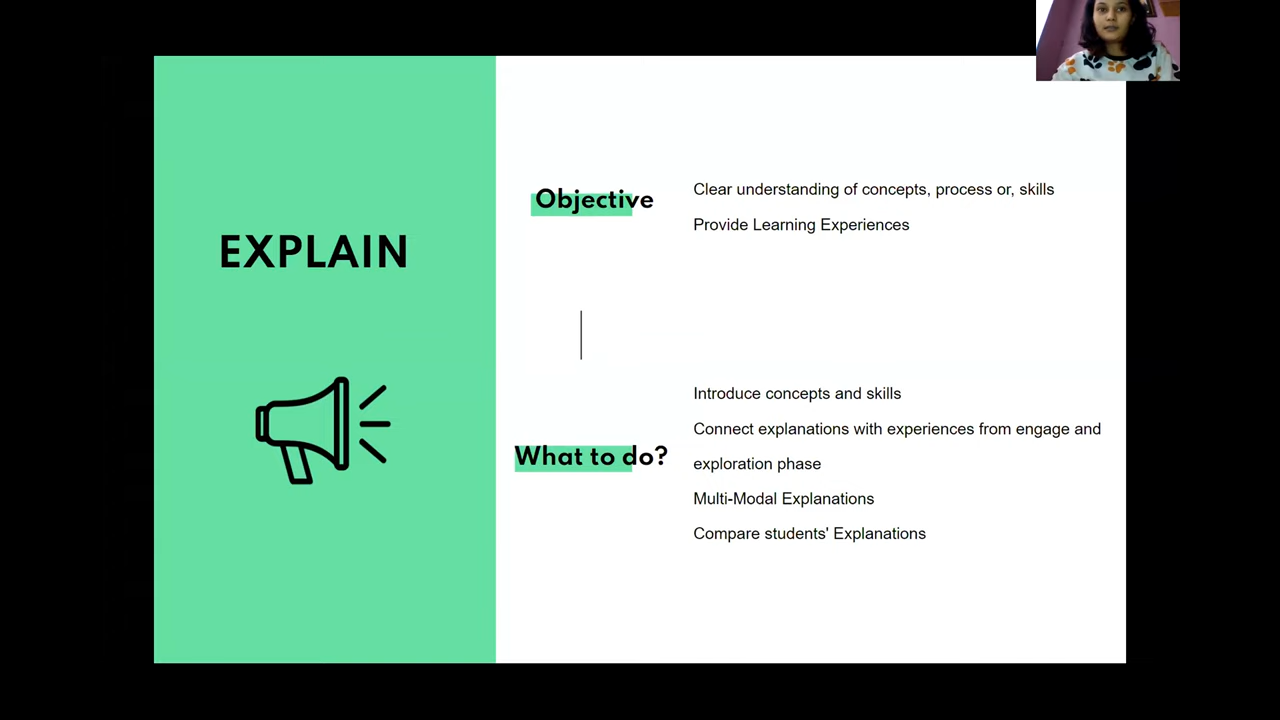 EXPLAIN
Objective
Clear understanding of concepts, process or, skills
Provide Learning Experiences
What to do?
Introduce concepts and skills
Connect explanations with experiences from engage and
exploration phase
Multi-Modal Explanations
Compare students' Explanations